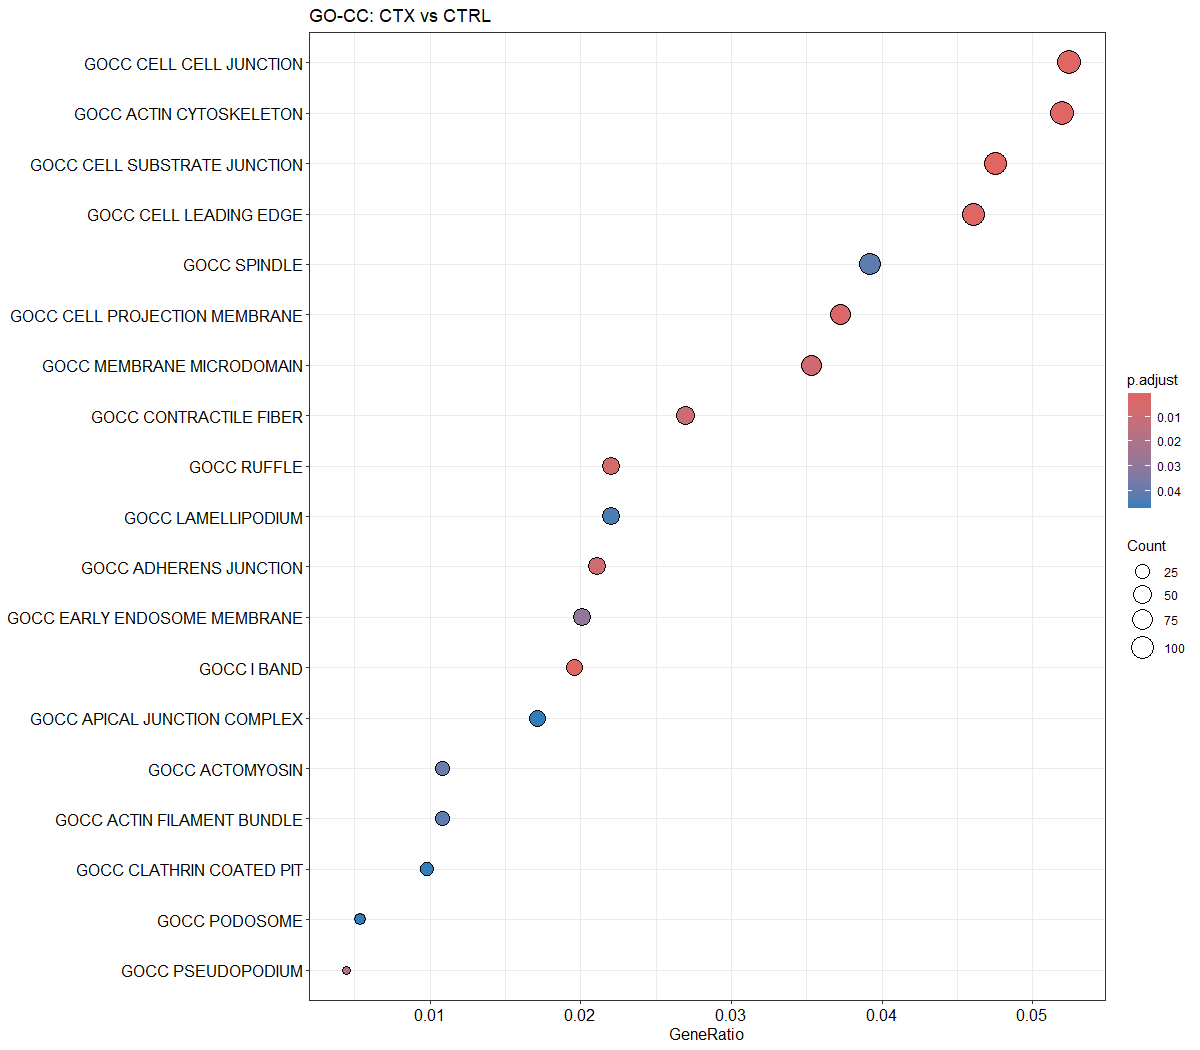 GO-CC: CTX vs CTRL
GOCC CELL CELL JUNCTION
GOCC ACTIN CYTOSKELETON
GOCC CELL SUBSTRATE JUNCTION
GOCC CELL LEADING EDGE
GOCC SPINDLE
GOCC CELL PROJECTION MEMBRANE
GOCC MEMBRANE MICRODOMAIN
GOCC CONTRACTILE FIBER
GOCC RUFFLE
GOCC LAMELLIPODIUM
GOCC ADHERENS JUNCTION
GOCC EARLY ENDOSOME MEMBRANE
GOCC I BAND
GOCC APICAL JUNCTION COMPLEX
GOCC ACTOMYOSIN
GOCC ACTIN FILAMENT BUNDLE
GOCC CLATHRIN COATED PIT
GOCC PODOSOME
GOCC PSEUDOPODIUM
0.01 0.02 0.03 0.04 0.05
GeneRatio
p.adjust
0.01
0.02
0.03
0.04
Count
25
50
75
100